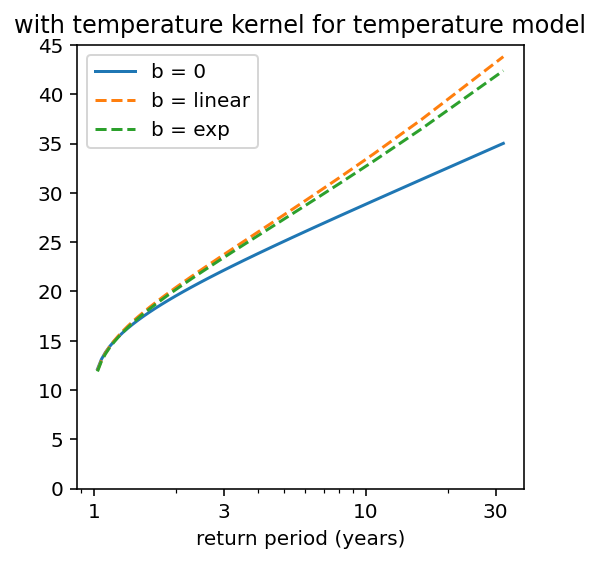 with temperature kernel for temperature model
45
40
35
30
25
20
15
10
5
0
b = 0
b = linear
b = exp
1 3 10 30
return period (years)